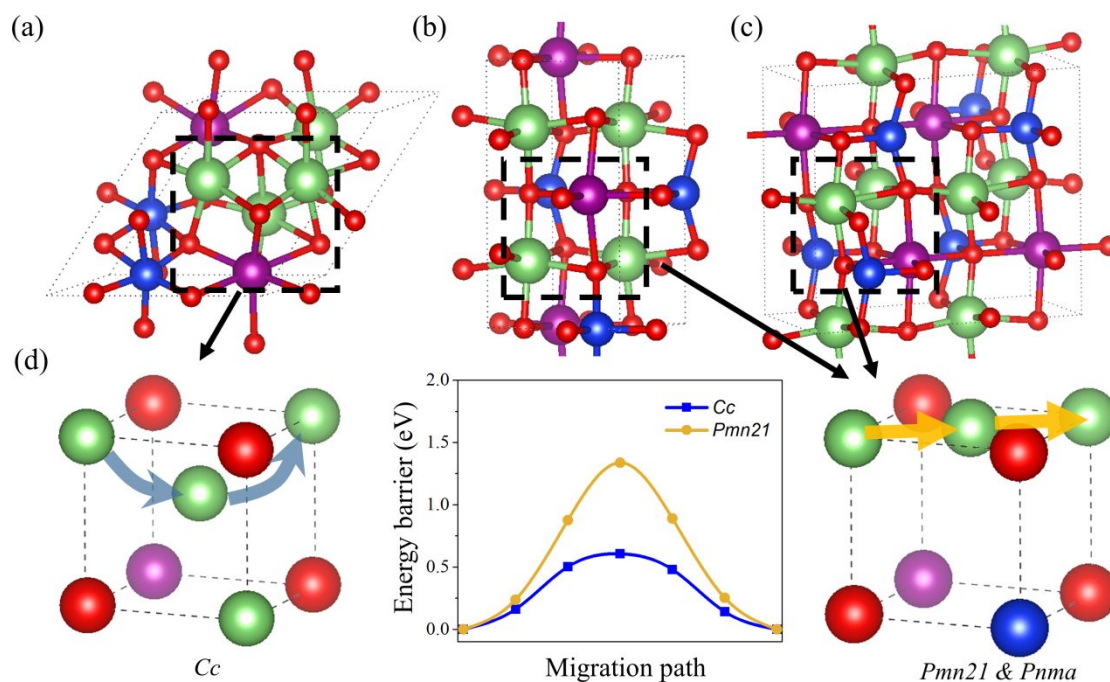 (a)
(b)
(c)
(d)
Cc
Energy barrier (eV)
2.0
1.5
1.0
0.5
0.0
Cc
Pmn21
Migration path
Pmn21 & Pnma